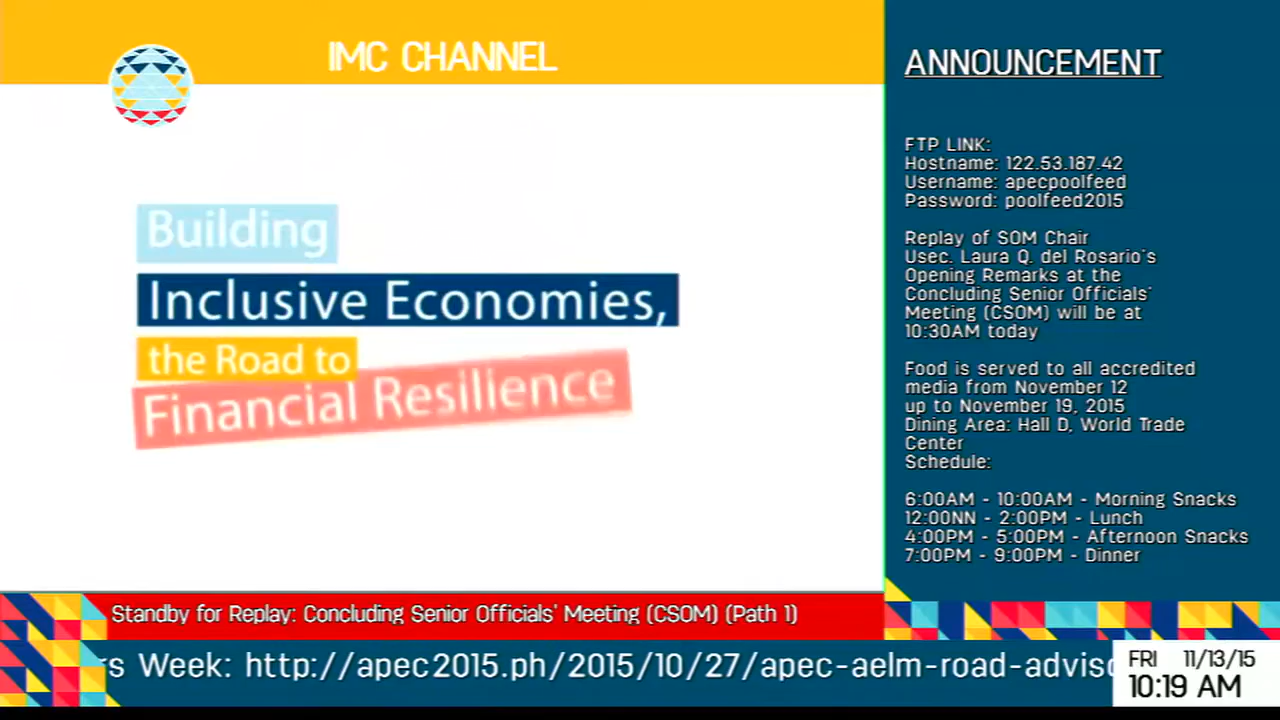 IMC CHANNEL
Building
Inclusive Economies,
the Road to
Financial Resilience
ANNOUNCEMENT
FTP LINK:
Hostname: 122.53.187.42
Username: apecpoolfeed
Password: poolfeed2015
Replay of SOM Chair
Usec. Laura Q. del Rosario's
Opening Remarks at the
Concluding Senior Officials'
Meeting (CSOM) will be at
10:30AM today
Food is served to all accredited
media from November 12
up to November 19, 2015
Dining Area: Hall D, World Trade
Center
Schedule:
6:00AM - 10:00AM - Morning Snacks
12:00NN - 2:00PM - Lunch
4:00PM - 5:00PM - Afternoon Snacks
7:00PM - 9:00PM - Dinner
Standby for Replay: Concluding Senior Officials' Meeting (CSOM) (Path 1)
rs Week: http://apec2015.ph/2015/10/27/apec-aelm-road-adviso
FRI 11/13/15
10:19 AM